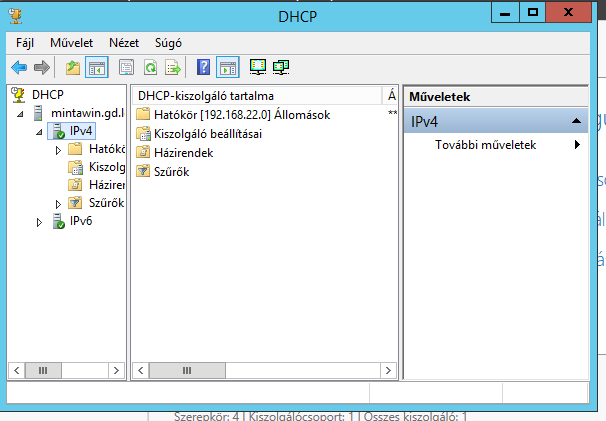 DHCP
Fájl Művelet Nézet Súgó
DHCP
mintawin.gd.l
IPv4
Hatókö
Kiszolg
Házire
Szűrők
IPv6
DHCP-kiszolgáló tartalma Á
Hatókör [192.168.22.0] Állomások **
Kiszolgáló beállításai
Házirendek
Szűrők
Műveletek
IPv4
További műveletek
Szerepkör: 4 | Kiszolgálócsoport: 1 | Összes kiszolgáló: 1